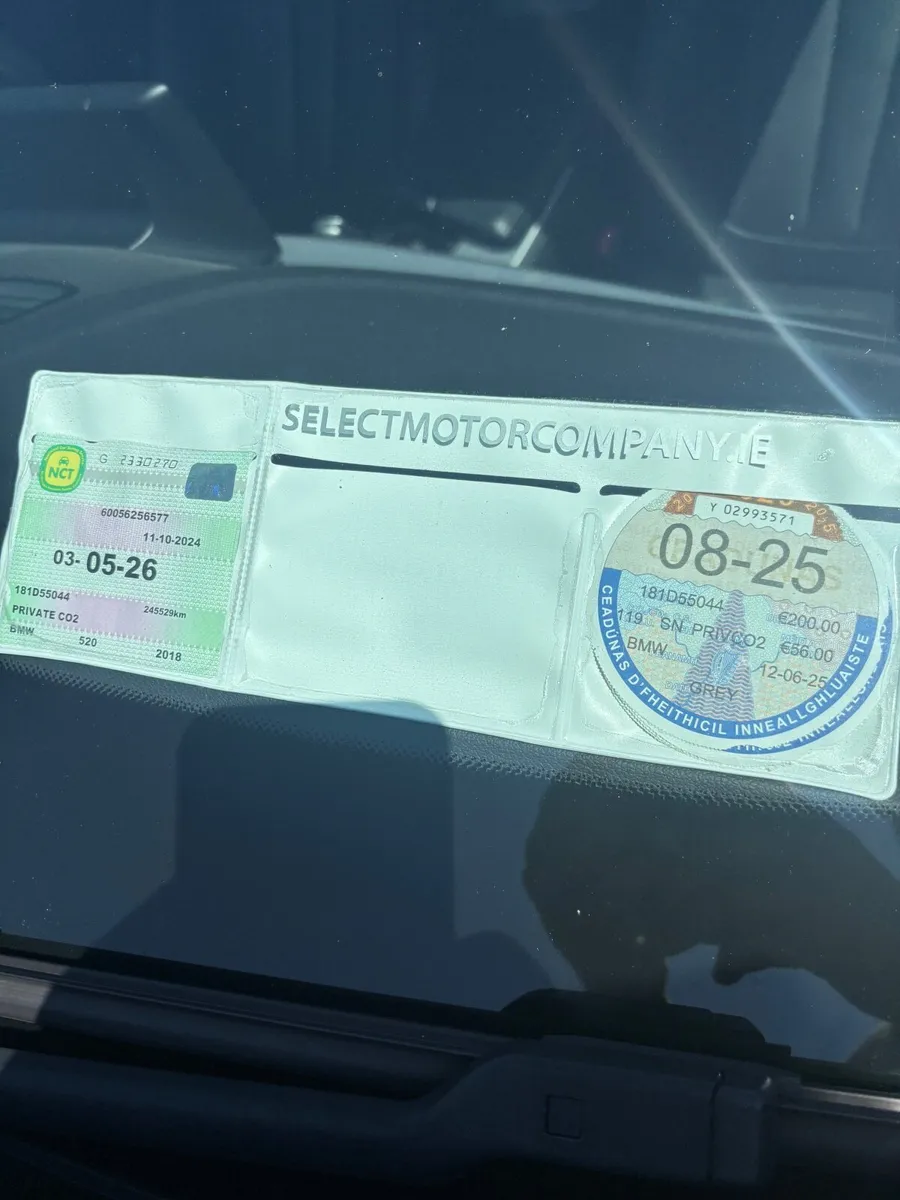 SELECTMOTORCOMPANY.IE
NCT
G 2330270
60056256577
11-10-2024
03-05-26
181D55044
PRIVATE CO2
245529km
BMW
520
2018
Y 02993571
08-25
181D55044
€200.00
119 SN PRIVCO2
€56.00
BMW
12-06-25
GREY
CEADÚNAS D'FHEITHICIL INNEALLGHLUAISTE